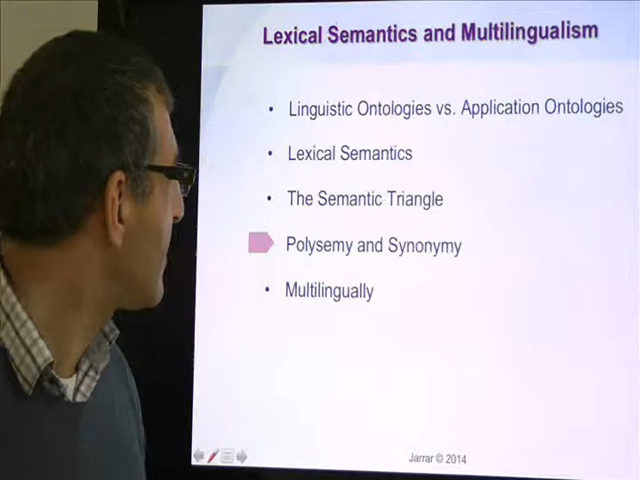 Lexical Semantics and Multilingualism
• Linguistic Ontologies vs. Application Ontologies
• Lexical Semantics
• The Semantic Triangle
Polysemy and Synonymy
• Multilingually
Jarrar © 2014